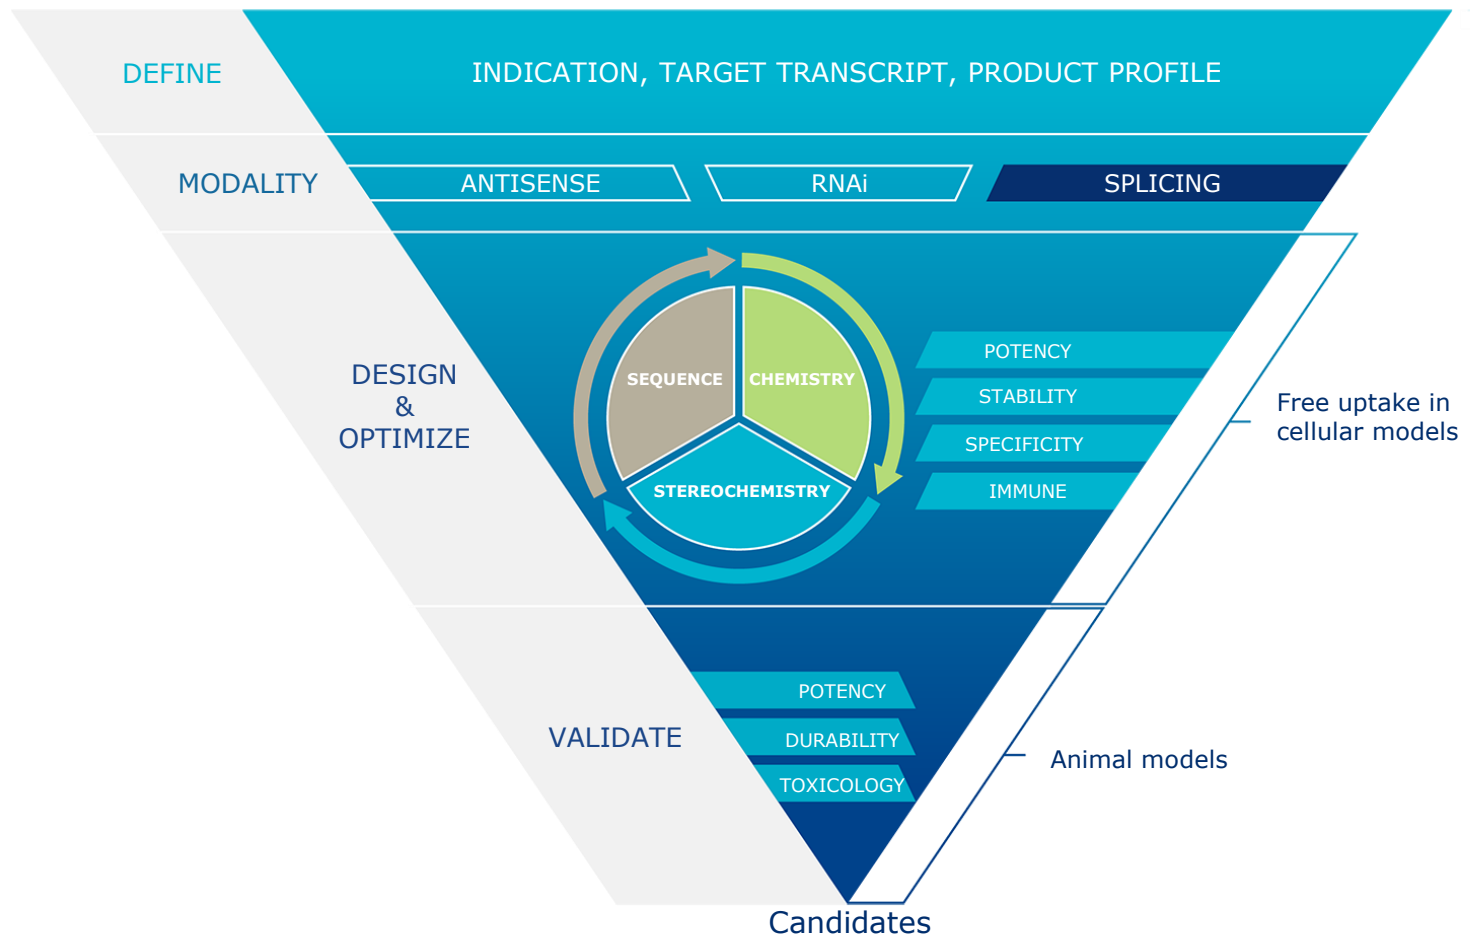 DEFINE
INDICATION, TARGET TRANSCRIPT, PRODUCT PROFILE
MODALITY
ANTISENSE
RNAi
SPLICING
DESIGN
&
OPTIMIZE
SEQUENCE
CHEMISTRY
STEREOCHEMISTRY
POTENCY
STABILITY
SPECIFICITY
IMMUNE
Free uptake in
cellular models
VALIDATE
POTENCY
DURABILITY
TOXICOLOGY
Animal models
Candidates